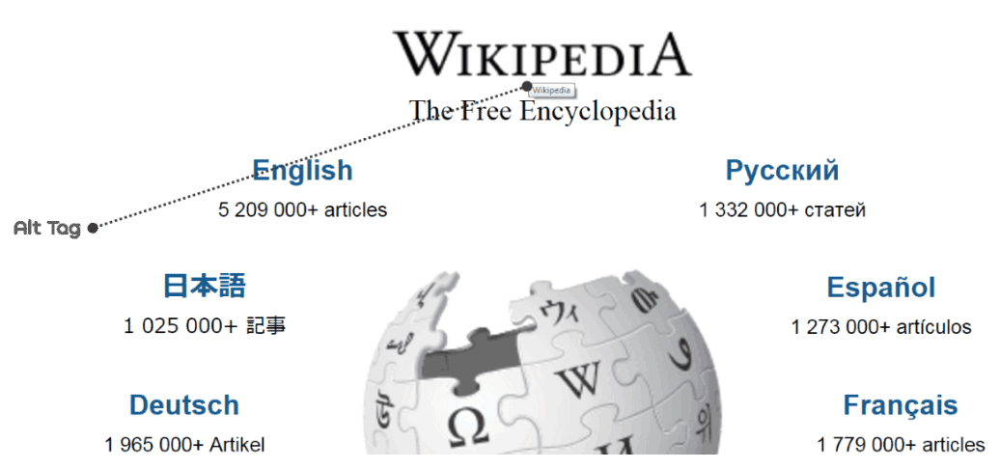 WIKIPEDIA
Wikipedia
The Free Encyclopedia
English
5 209 000+ articles
Русский
1 332 000+ статей
Alt Tag
日本語
1 025 000+ 記事
Español
1 273 000+ artículos
ウィ
W
Ω
И
Deutsch
1 965 000+ Artikel
Français
1 779 000+ articles